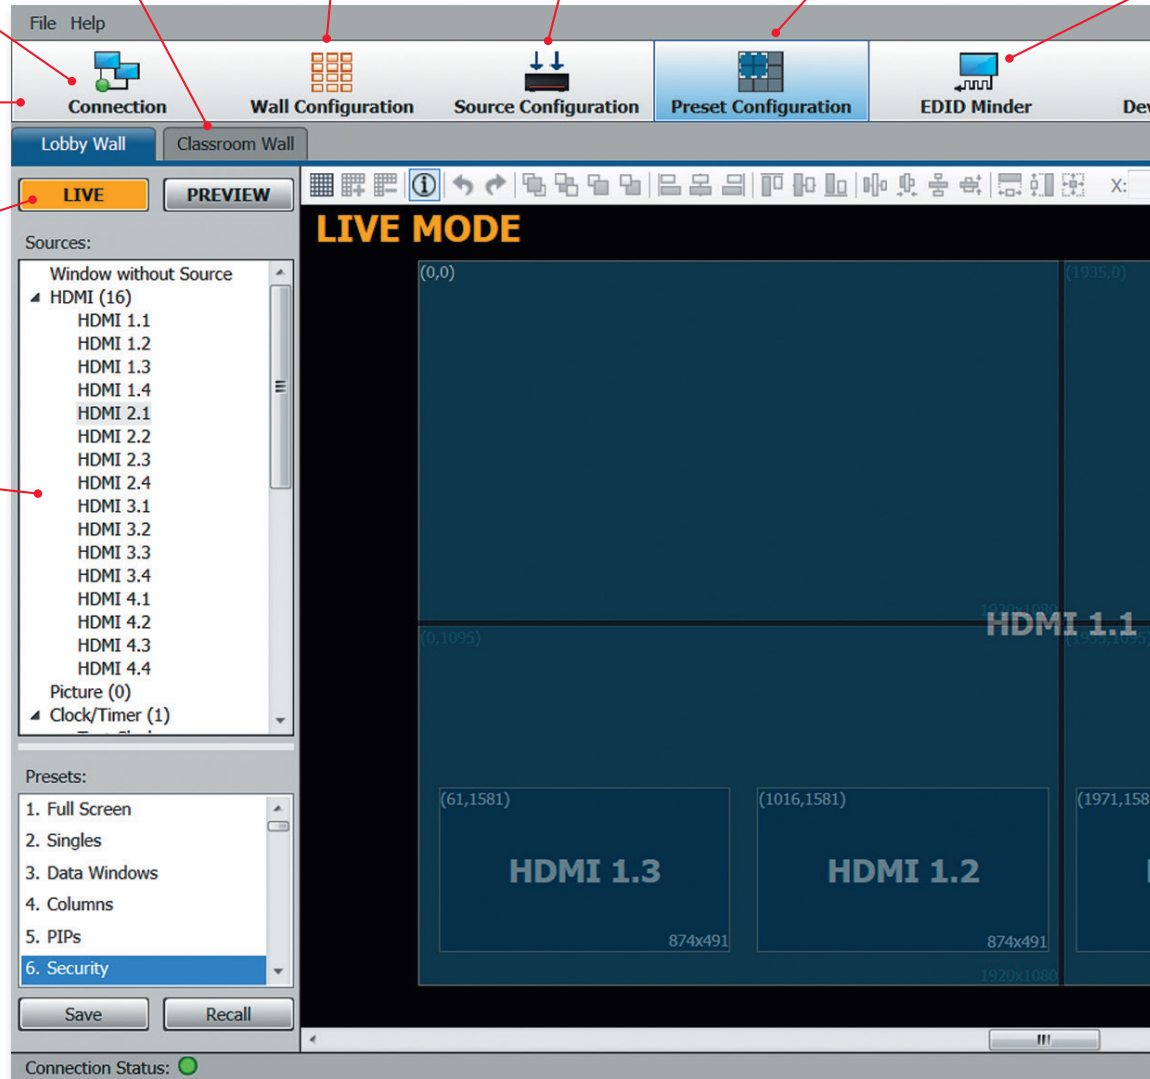 File Help
Connection Wall Configuration Source Configuration Preset Configuration EDID Minder
Lobby Wall Classroom Wall
LIVE PREVIEW
X:
LIVE MODE
Sources:
Window without Source
HDMI (16)
HDMI 1.1
HDMI 1.2
HDMI 1.3
HDMI 1.4
HDMI 2.1
HDMI 2.2
HDMI 2.3
HDMI 2.4
HDMI 3.1
HDMI 3.2
HDMI 3.3
HDMI 3.4
HDMI 4.1
HDMI 4.2
HDMI 4.3
HDMI 4.4
Picture (0)
Clock/Timer (1)
Presets:
1. Full Screen
2. Singles
3. Data Windows
4. Columns
5. PIPs
6. Security
Save Recall
Connection Status:
(0,0) (1935,0)
1920x1080
HDMI 1.1
(0,1095) (1935,1095)
(61,1581) (1016,1581) (1971,158
HDMI 1.3 HDMI 1.2
874x491 874x491
1920x1080